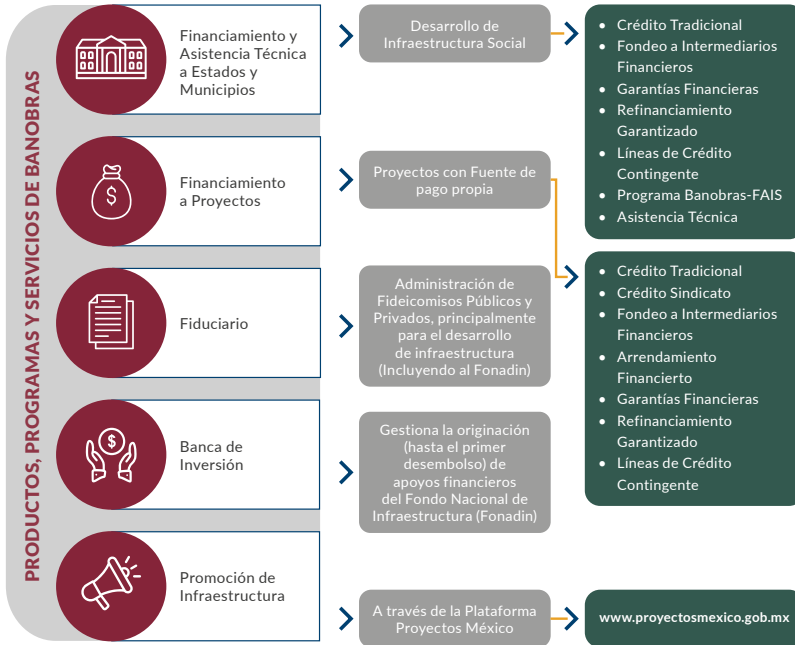 PRODUCTOS, PROGRAMAS Y SERVICIOS DE BANOBRAS
Financiamiento y
Asistencia Técnica
a Estados y
Municipios
Desarrollo de
Infraestructura Social
• Crédito Tradicional
• Fondeo a Intermediarios
Financieros
• Garantías Financieras
• Refinanciamiento
Garantizado
• Líneas de Crédito
Contingente
• Programa Banobras-FAIS
• Asistencia Técnica
$
Financiamiento
a Proyectos
Proyectos con Fuente de
pago propia
• Crédito Tradicional
• Crédito Sindicato
• Fondeo a Intermediarios
Financieros
• Arrendamiento
Financierto
• Garantías Financieras
• Refinanciamiento
Garantizado
• Líneas de Crédito
Contingente
Fiduciario
Administración de
Fideicomisos Públicos y
Privados, principalmente
para el desarrollo
de infraestructura
(Incluyendo al Fonadin)
$
Banca de
Inversión
Gestiona la originación
(hasta el primer
desembolso) de
apoyos financieros
del Fondo Nacional de
Infraestructura (Fonadin)
Promoción de
Infraestructura
A través de la Plataforma
Proyectos México
www.proyectosmexico.gob.mx